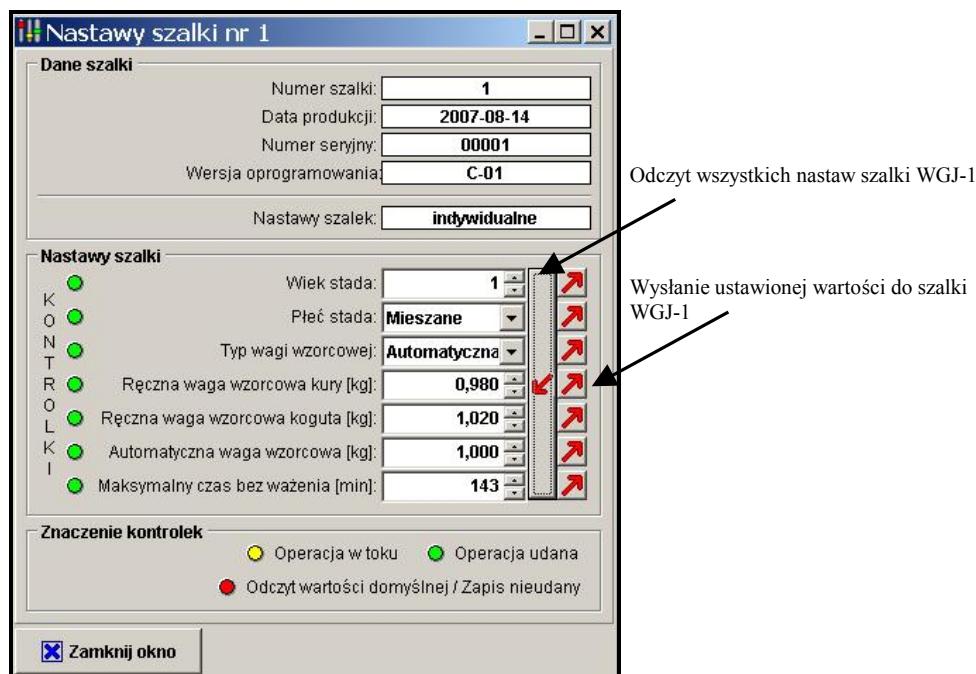 Nastawy szalki nr 1
Dane szalki
Numer szalki: 1
Data produkcji: 2007-08-14
Numer seryjny: 00001
Wersja oprogramowania: C-01
Nastawy szalek: indywidualne
Odczyt wszystkich nastaw szalki WGJ-1
Nastawy szalki
KONTROLKI
Wiek stada: 1
Płeć stada: Mieszane
Typ wagi wzorcowej: Automatyczna
Ręczna waga wzorcowa kury [kg]: 0,980
Ręczna waga wzorcowa koguta [kg]: 1,020
Automatyczna waga wzorcowa [kg]: 1,000
Maksymalny czas bez ważenia [min]: 143
Wysłanie ustawionej wartości do szalki
WGJ-1
Znaczenie kontrolek
Operacja w toku Operacja udana
Odczyt wartości domyślnej / Zapis nieudany
Zamknij okno